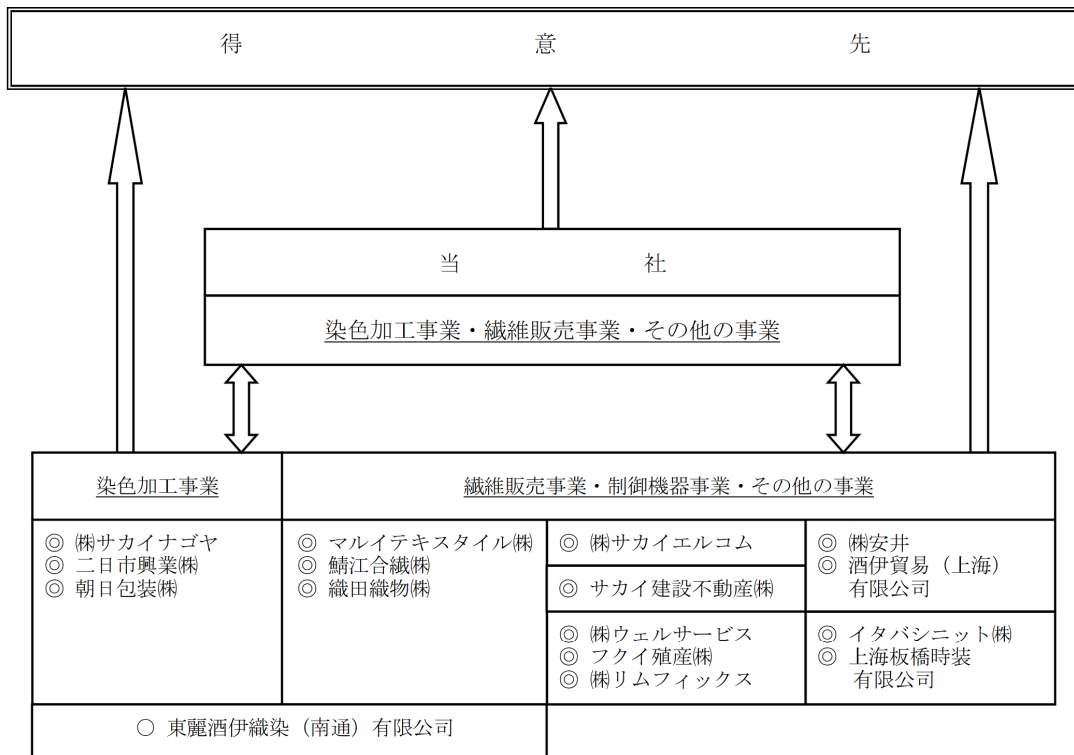 得意先
当社
染色加工事業・繊維販売事業・その他の事業
染色加工事業
繊維販売事業・制御機器事業・その他の事業
◎ ㈱サカイナゴヤ
◎ 二日市興業㈱
◎ 朝日包装㈱
◎ マルイテキスタイル㈱
◎ 鯖江合繊㈱
◎ 織田織物㈱
◎ ㈱サカイエルコム
◎ サカイ建設不動産㈱
◎ ㈱ウェルサービス
◎ フクイ殖産㈱
◎ ㈱リムフィックス
◎ ㈱安井
◎ 酒伊貿易（上海）
有限公司
◎ イタバシニット㈱
◎ 上海板橋時装
有限公司
○ 東麗酒伊織染（南通）有限公司